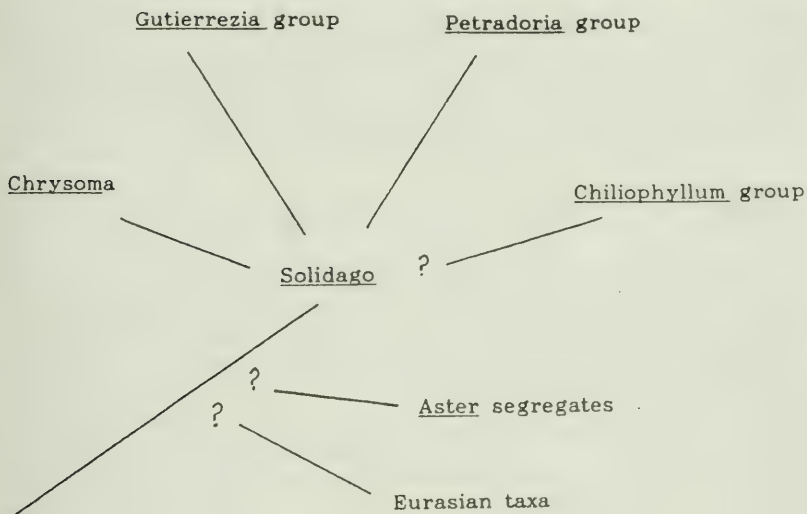 Gutierrezia group Petradoria group
Chrysoma
Chiliophyllum group
Solidago ?
?
Aster segregates
?
Eurasian taxa